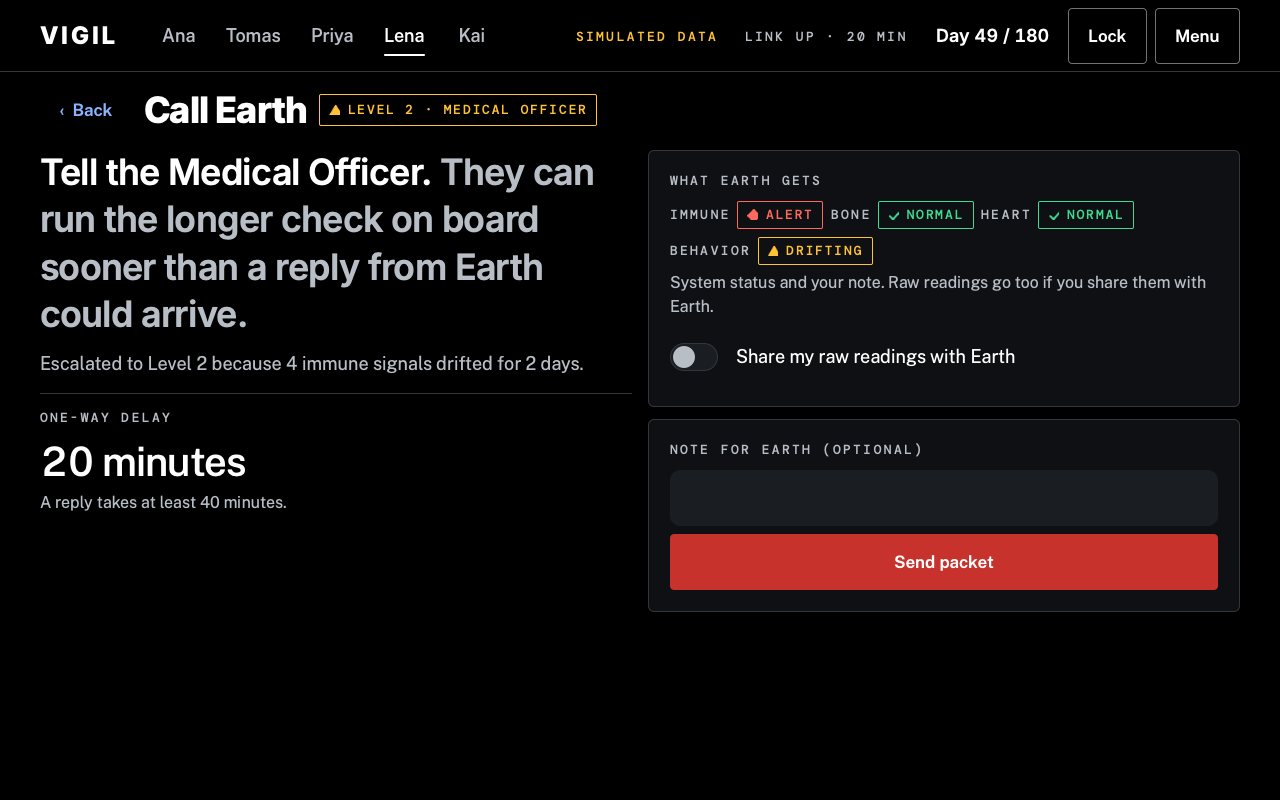 VIGIL Ana Tomas Priya Lena Kai SIMULATED DATA LINK UP · 20 MIN Day 49 / 180 Lock Menu
‹ Back Call Earth LEVEL 2 · MEDICAL OFFICER
Tell the Medical Officer. They can
run the longer check on board
sooner than a reply from Earth
could arrive.
Escalated to Level 2 because 4 immune signals drifted for 2 days.
ONE-WAY DELAY
20 minutes
A reply takes at least 40 minutes.
WHAT EARTH GETS
IMMUNE ALERT BONE NORMAL HEART NORMAL
BEHAVIOR DRIFTING
System status and your note. Raw readings go too if you share them with
Earth.
Share my raw readings with Earth
NOTE FOR EARTH (OPTIONAL)
Send packet